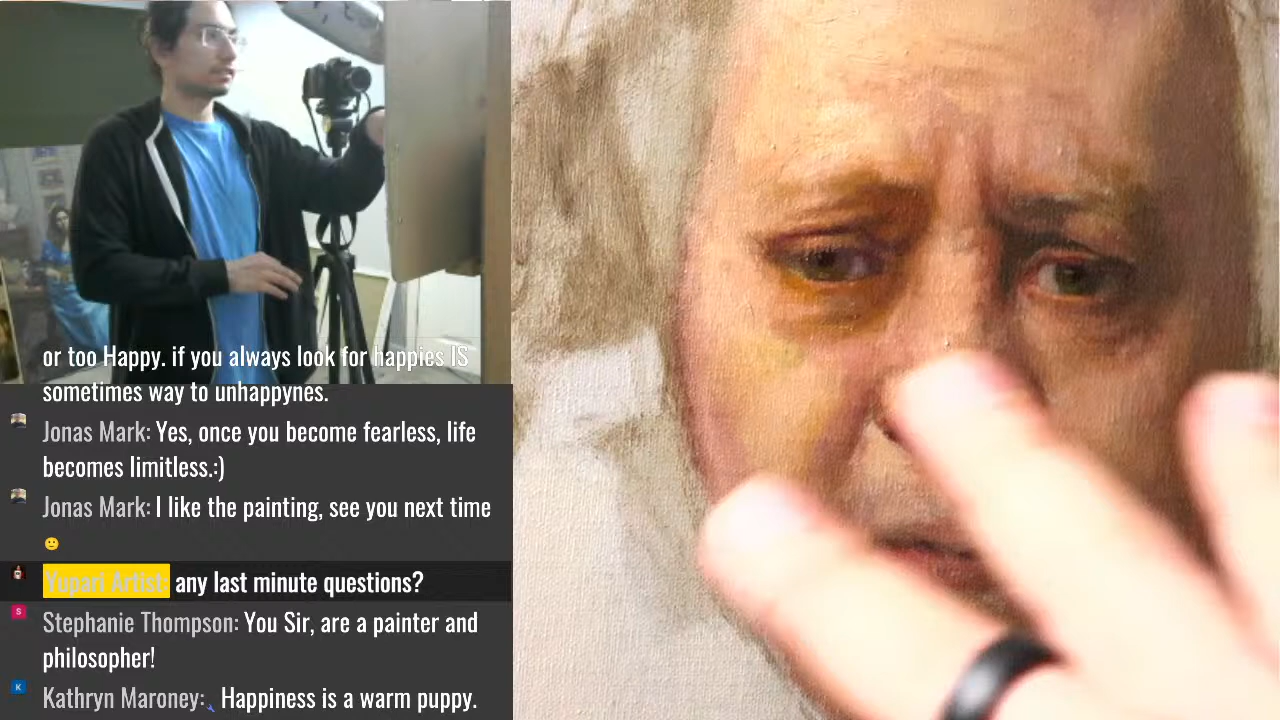 or too Happy. if you always look for happies IS
sometimes way to unhappynes.
Jonas Mark: Yes, once you become fearless, life
becomes limitless.:)
Jonas Mark: I like the painting, see you next time
🙂
Yupari Artist: any last minute questions?
S
Stephanie Thompson: You Sir, are a painter and
philosopher!
K
Kathryn Maroney: Happiness is a warm puppy.